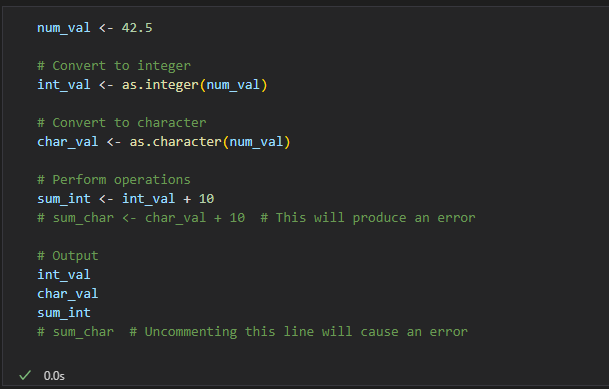 num_val <- 42.5
# Convert to integer
int_val <- as.integer(num_val)
# Convert to character
char_val <- as.character(num_val)
# Perform operations
sum_int <- int_val + 10
# sum_char <- char_val + 10  # This will produce an error
# Output
int_val
char_val
sum_int
# sum_char  # Uncommenting this line will cause an error
0.0s